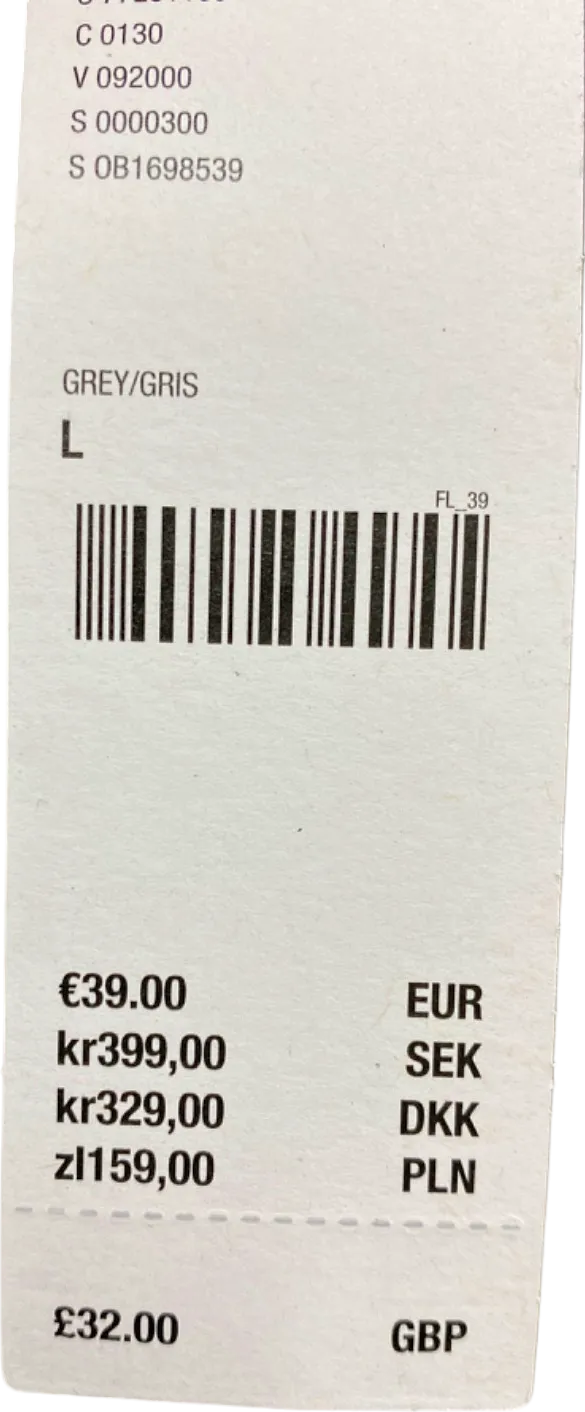 C 0130
V 092000
S 0000300
S OB1698539
GREY/GRIS
L
FL_39
€39.00 EUR
kr399,00 SEK
kr329,00 DKK
zl159,00 PLN
£32.00 GBP